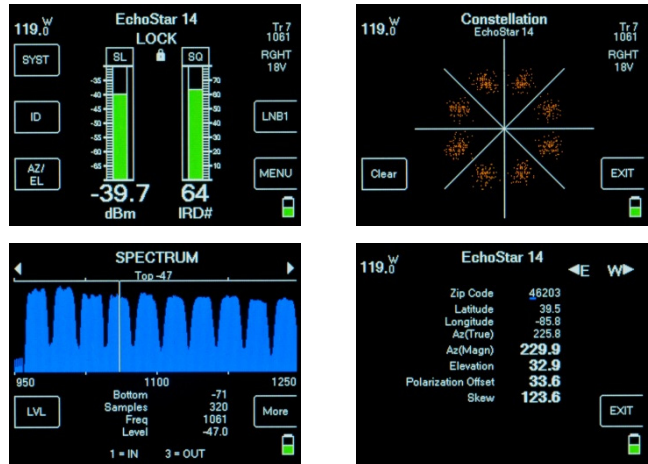 119.0 W
EchoStar 14
Tr 7
1061
LOCK
SYST
SL
SQ
RGHT
18V
-35
-40
-45
-50
-55
-60
-65
70
60
50
40
30
20
10
ID
LNB1
AZ/
EL
MENU
-39.7
64
dBm
IRD#
119.0 W
Constellation
EchoStar 14
Tr 7
1061
RGHT
18V
Clear
EXIT
SPECTRUM
Top -47
950
1100
1250
LVL
Bottom -71
Samples 320
Freq 1061
Level -47.0
More
1 = IN 3 = OUT
119.0 W
EchoStar 14
E W
Zip Code 46203
Latitude 39.5
Longitude -85.8
Az(True) 225.8
Az(Magn) 229.9
Elevation 32.9
Polarization Offset 33.6
Skew 123.6
EXIT